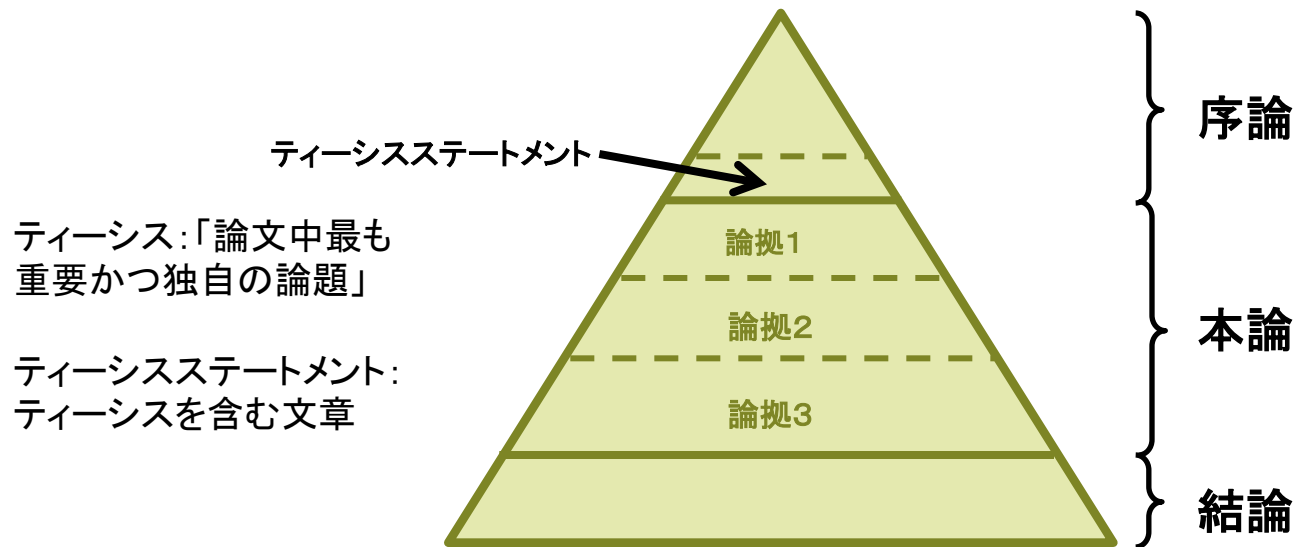 序論
ティーシスステートメント
ティーシス：「論文中最も
重要かつ独自の論題」
論拠１
論拠２
本論
ティーシスステートメント：
ティーシスを含む文章
論拠３
結論